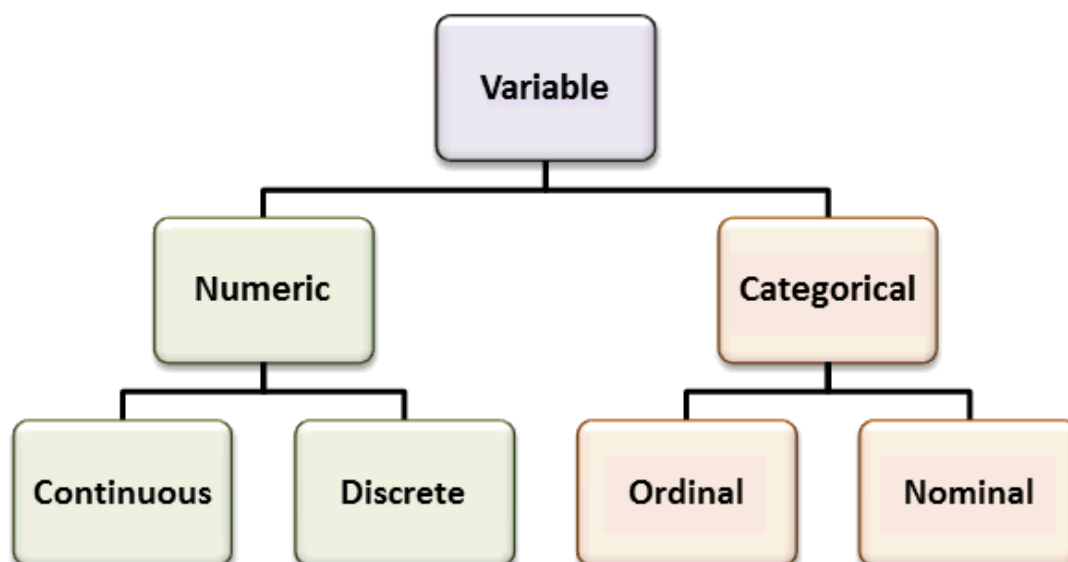 Variable
Numeric
Categorical
Continuous
Discrete
Ordinal
Nominal